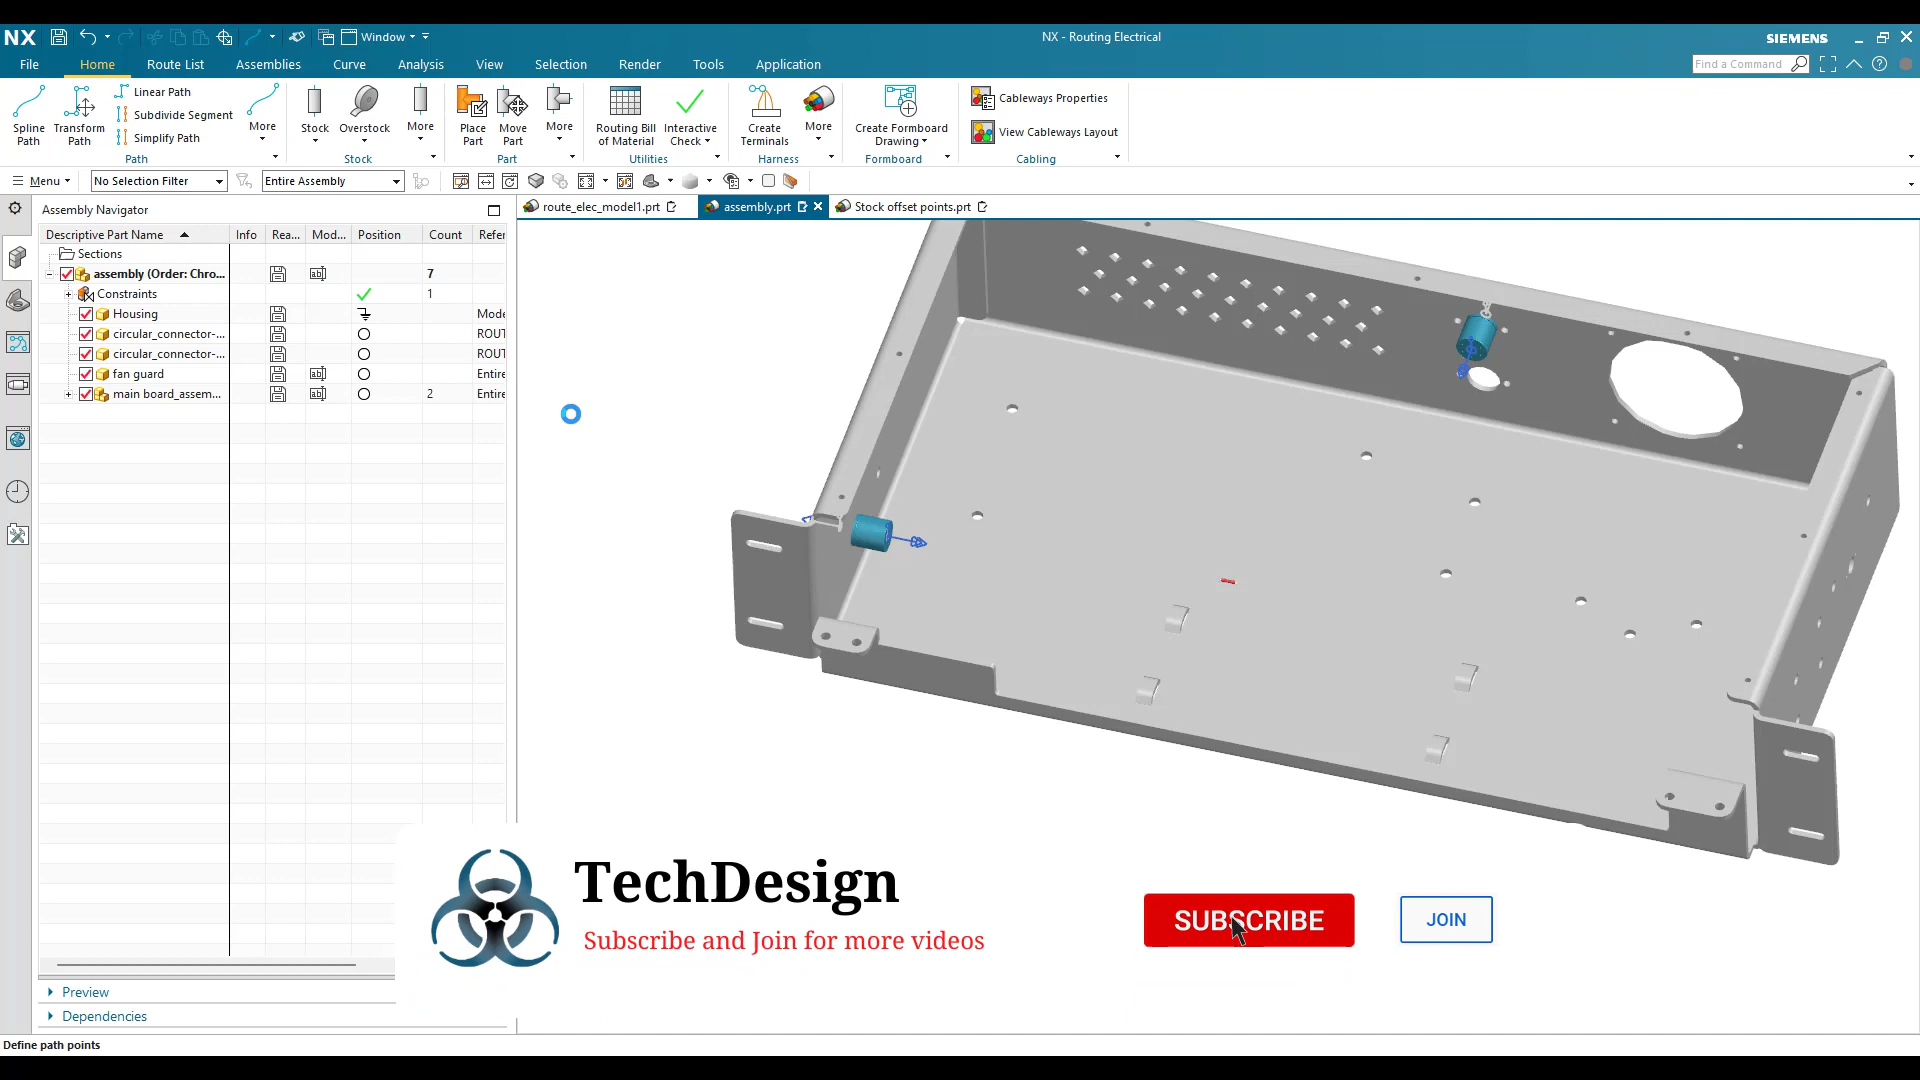 NX
Window
NX - Routing Electrical
SIEMENS
File
Home
Route List
Assemblies
Curve
Analysis
View
Selection
Render
Tools
Application
Find a Command
Spline Path
Transform Path
Linear Path
Subdivide Segment
Simplify Path
More
Stock
Overstock
More
Place Part
Move Part
More
Routing Bill of Material
Interactive Check
Create Terminals
More
Create Formboard Drawing
Cableways Properties
View Cableways Layout
Path
Stock
Part
Utilities
Harness
Formboard
Cabling
Menu
No Selection Filter
Entire Assembly
Assembly Navigator
route_elec_model1.prt
assembly.prt
Stock offset points.prt
Descriptive Part Name
Info
Rea...
Mod...
Position
Count
Refer
Sections
assembly (Order: Chro...
7
Constraints
1
Housing
Mode
circular_connector-...
ROUT
circular_connector-...
ROUT
fan guard
Entire
main board_assem...
2
Entire
TechDesign
Subscribe and Join for more videos
SUBSCRIBE
JOIN
Preview
Dependencies
Define path points